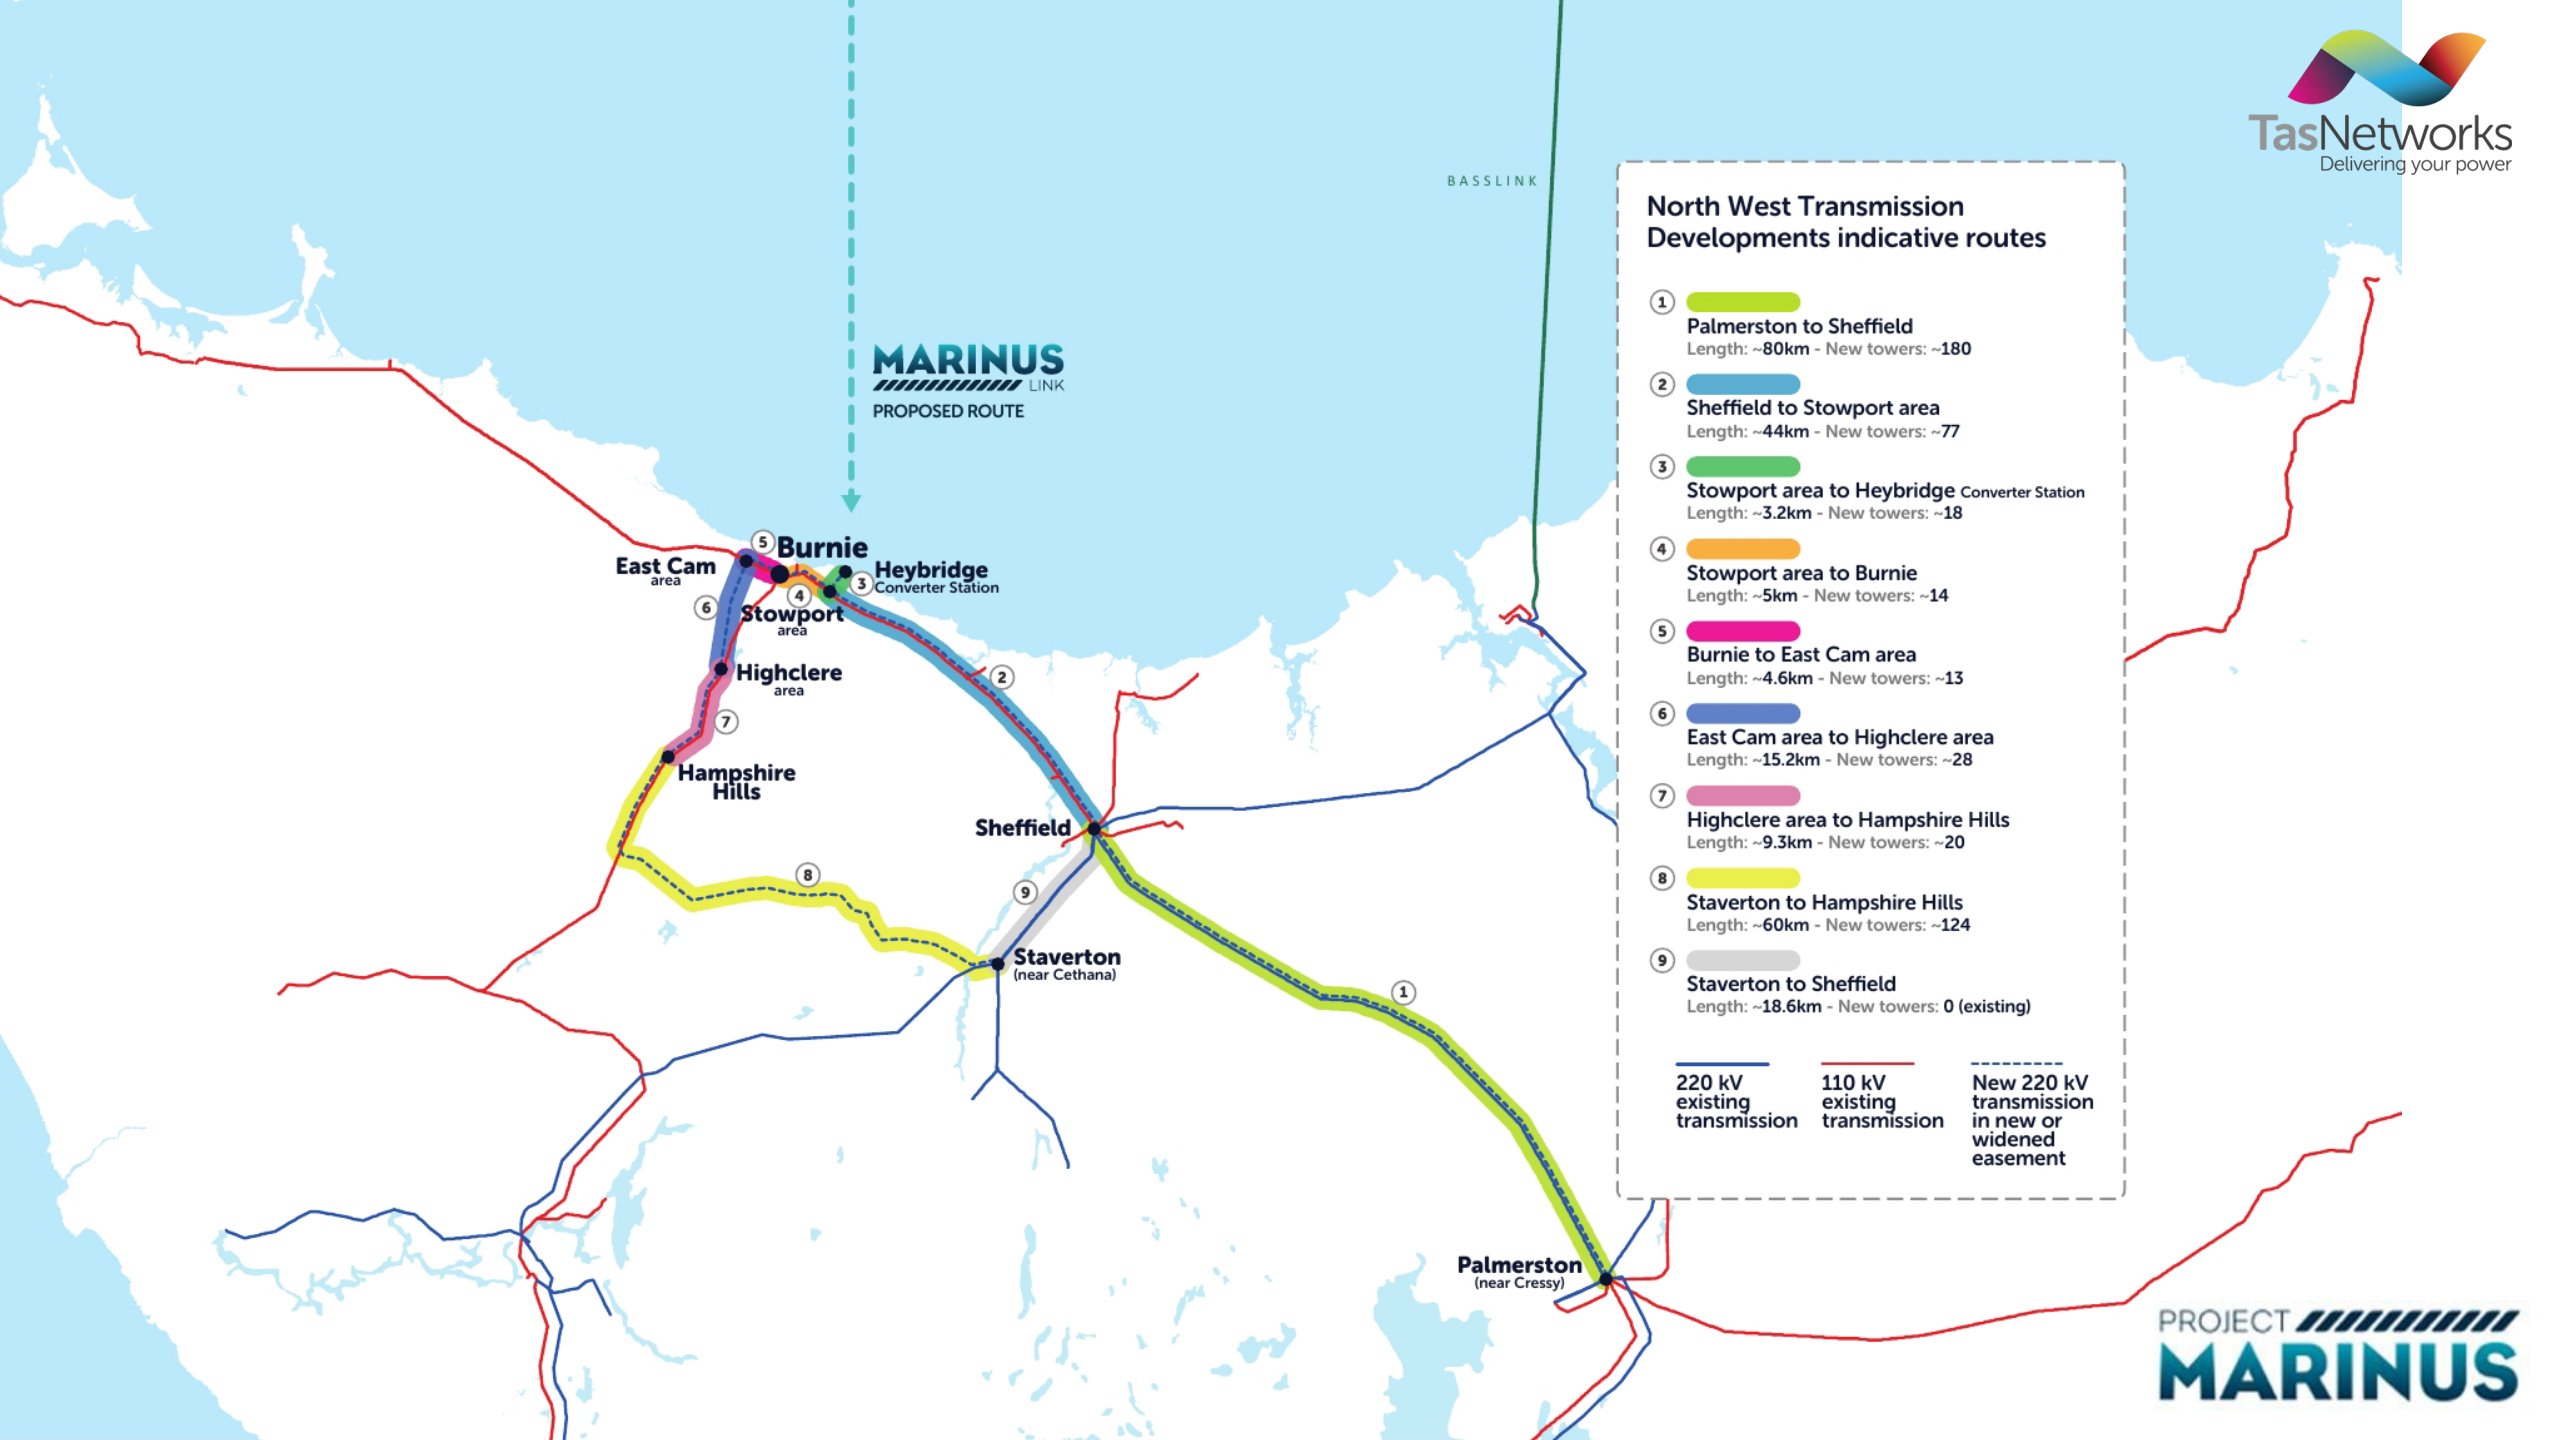 TasNetworks
Delivering your power
BASSLINK
North West Transmission
Developments indicative routes
1
Palmerston to Sheffield
Length: ~80km - New towers: ~180
2
Sheffield to Stowport area
Length: ~44km - New towers: ~77
3
Stowport area to Heybridge Converter Station
Length: ~3.2km - New towers: ~18
4
Stowport area to Burnie
Length: ~5km - New towers: ~14
5
Burnie to East Cam area
Length: ~4.6km - New towers: ~13
6
East Cam area to Highclere area
Length: ~15.2km - New towers: ~28
7
Highclere area to Hampshire Hills
Length: ~9.3km - New towers: ~20
8
Staverton to Hampshire Hills
Length: ~60km - New towers: ~124
9
Staverton to Sheffield
Length: ~18.6km - New towers: 0 (existing)
220 kV
existing
transmission
110 kV
existing
transmission
New 220 kV
transmission
in new or
widened
easement
MARINUS
LINK
PROPOSED ROUTE
5
Burnie
East Cam
area
Heybridge
Converter Station
3
4
6
Stowport
area
Highclere
area
2
7
Hampshire
Hills
Sheffield
8
9
Staverton
(near Cethana)
1
Palmerston
(near Cressy)
PROJECT
MARINUS